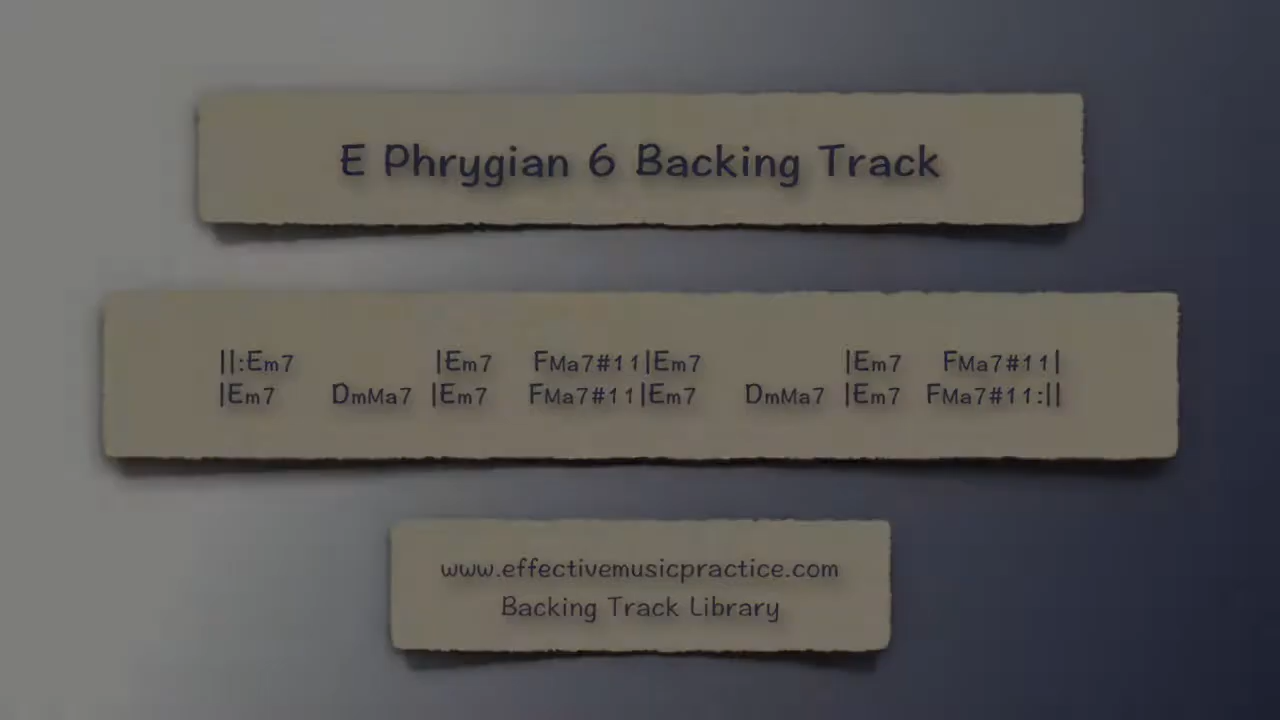 E Phrygian 6 Backing Track
||:Em7 |Em7 FMa7#11|Em7 |Em7 FMa7#11|
|Em7 DmMa7 |Em7 FMa7#11|Em7 DmMa7 |Em7 FMa7#11:||
www.effectivemusicpractice.com
Backing Track Library